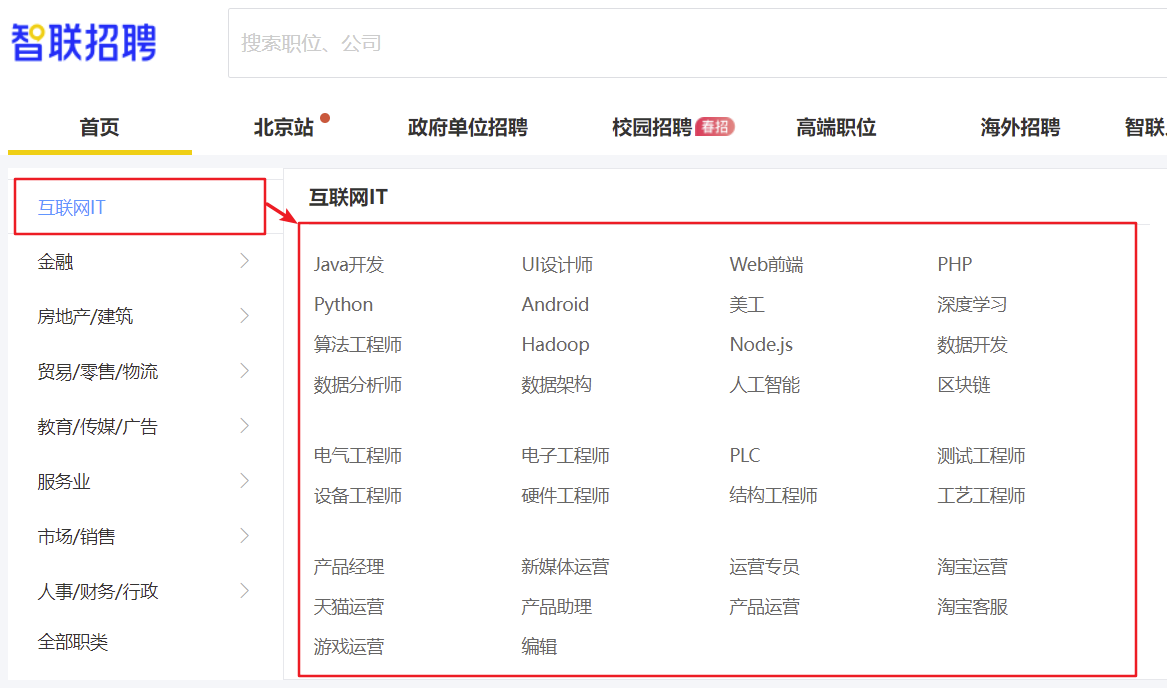 智联招聘
搜索职位、公司
首页 北京站 政府单位招聘 校园招聘 春招 高端职位 海外招聘 智联
互联网IT
金融
房地产/建筑
贸易/零售/物流
教育/传媒/广告
服务业
市场/销售
人事/财务/行政
全部职类
互联网IT
Java开发 UI设计师 Web前端 PHP
Python Android 美工 深度学习
算法工程师 Hadoop Node.js 数据开发
数据分析师 数据架构 人工智能 区块链
电气工程师 电子工程师 PLC 测试工程师
设备工程师 硬件工程师 结构工程师 工艺工程师
产品经理 新媒体运营 运营专员 淘宝运营
天猫运营 产品助理 产品运营 淘宝客服
游戏运营 编辑